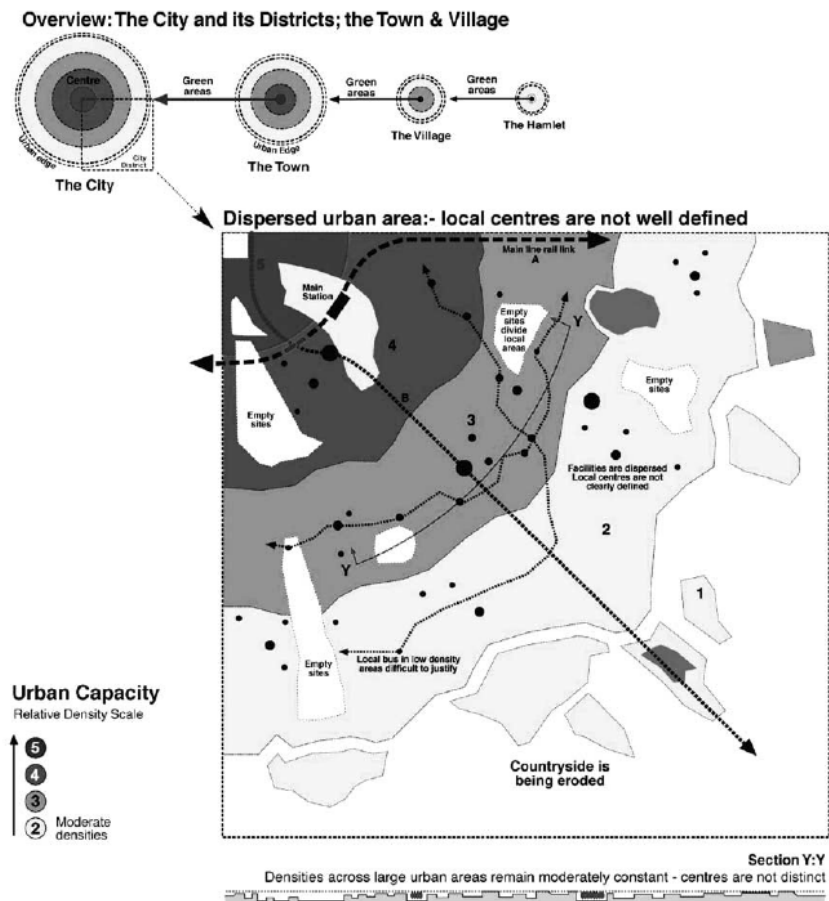 Overview: The City and its Districts; the Town & Village
Centre
Green
areas
Green
areas
Green
areas
Urban edge
City
District
The City
Urban Edge
The Town
The Village
The Hamlet
Dispersed urban area:- local centres are not well defined
5
Main
Station
Main line rail link
A
Empty
sites
divide
local
areas
Y
4
Empty
sites
B
3
Empty
sites
Facilities are dispersed
Local centres are not
clearly defined
2
Y
1
Empty
sites
Local bus in low density
areas difficult to justify
Countryside is
being eroded
Urban Capacity
Relative Density Scale
5
4
3
2 Moderate
densities
Section Y:Y
Densities across large urban areas remain moderately constant - centres are not distinct